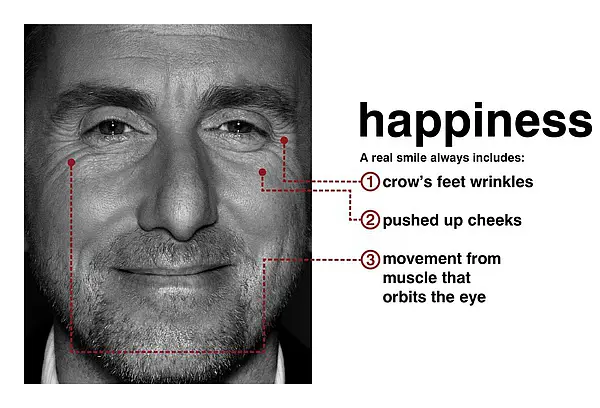 happiness
A real smile always includes:
1 crow's feet wrinkles
2 pushed up cheeks
3 movement from
muscle that
orbits the eye